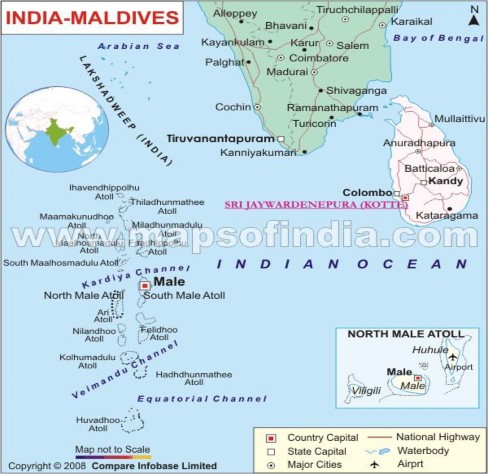 INDIA-MALDIVES
Alleppey
Tiruchchilappalli
Bhavani
Karaikal
N
Arabian Sea
Kayankulam
Karur
Salem
Bay of Bengal
Palghat
Coimbatore
Madurai
LAKSHADWEEP (INDIA)
Shivaganga
Cochin
Ramanathapuram
Mullaittivu
Tuticorin
Tiruvanantapuram
Anuradhapura
Kanniyakumari
Batticaloa
Kandy
Ihavendhippolhu
Atoll
Colombo
Thiladhunmathee
Atoll
SRI JAYWARDENEPURA (KOTTE)
Kataragama
Maamakunudhoo
Atoll
Miladhunmadulu
Atoll
www.mapsofindia.com
North
Maalhosmadulu
Atoll
South Maalhosmadulu Atoll
INDIAN OCEAN
Kardiva Channel
Male
North Male Atoll
South Male Atoll
Ari
Atoll
Nilandhoo
Atoll
Felidhoo
Atoll
NORTH MALE ATOLL
Huhule
Kolhumadulu
Atoll
Male
Airport
Veimandu Channel
Hadhdhunmathee
Atoll
Viligili
Male
Equatorial Channel
Huvadhoo
Atoll
Country Capital
National Highway
Map not to Scale
State Capital
Waterbody
Copyright © 2008 Compare Infobase Limited
Major Cities
Airprt